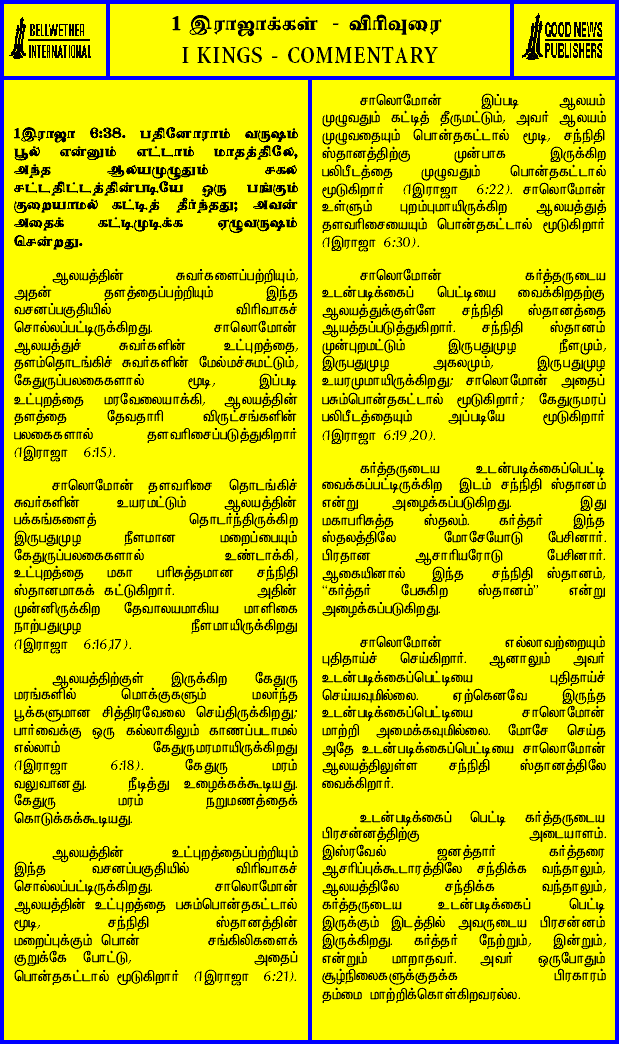 BELLWETHER
INTERNATIONAL
1 இராஜாக்கள் - விரிவுரை
I KINGS - COMMENTARY
GOOD NEWS
PUBLISHERS
1இராஜா 6:38. பதினோராம் வருஷம்
பூல் என்னும் எட்டாம் மாதத்திலே,
அந்த ஆலயமுழுதும் சகல
சட்டதிட்டத்தின்படியே ஒரு பங்கும்
குறையாமல் கட்டித் தீர்ந்தது; அவன்
அதைக் கட்டிமுடிக்க ஏழுவருஷம்
சென்றது.
ஆலயத்தின் சுவர்களைப்பற்றியும்,
அதன் தளத்தைப்பற்றியும் இந்த
வசனப்பகுதியில் விரிவாகச்
சொல்லப்பட்டிருக்கிறது. சாலொமோன்
ஆலயத்துச் சுவர்களின் உட்புறத்தை,
தளம்தொடங்கிச் சுவர்களின் மேல்மச்சுமட்டும்,
கேதுருப்பலகைகளால் மூடி, இப்படி
உட்புறத்தை மரவேலையாக்கி, ஆலயத்தின்
தளத்தை தேவதாரி விருட்சங்களின்
பலகைகளால் தளவரிசைப்படுத்துகிறார்
(1இராஜா 6:15).
சாலொமோன் தளவரிசை தொடங்கிச்
சுவர்களின் உயரமட்டும் ஆலயத்தின்
பக்கங்களைத் தொடர்ந்திருக்கிற
இருபதுமுழ நீளமான மறைப்பையும்
கேதுருப்பலகைகளால் உண்டாக்கி,
உட்புறத்தை மகா பரிசுத்தமான சந்நிதி
ஸ்தானமாகக் கட்டுகிறார். அதின்
முன்னிருக்கிற தேவாலயமாகிய மாளிகை
நாற்பதுமுழ நீளமாயிருக்கிறது
(1இராஜா 6:16,17).
ஆலயத்திற்குள் இருக்கிற கேதுரு
மரங்களில் மொக்குகளும் மலர்ந்த
பூக்களுமான சித்திரவேலை செய்திருக்கிறது;
பார்வைக்கு ஒரு கல்லாகிலும் காணப்படாமல்
எல்லாம் கேதுருமரமாயிருக்கிறது
(1இராஜா 6:18). கேதுரு மரம்
வலுவானது. நீடித்து உழைக்கக்கூடியது.
கேதுரு மரம் நறுமணத்தைக்
கொடுக்கக்கூடியது.
ஆலயத்தின் உட்புறத்தைப்பற்றியும்
இந்த வசனப்பகுதியில் விரிவாகச்
சொல்லப்பட்டிருக்கிறது. சாலொமோன்
ஆலயத்தின் உட்புறத்தை பசும்பொன்தகட்டால்
மூடி, சந்நிதி ஸ்தானத்தின்
மறைப்புக்கும் பொன் சங்கிலிகளைக்
குறுக்கே போட்டு, அதைப்
பொன்தகட்டால் மூடுகிறார் (1இராஜா 6:21).
சாலொமோன் இப்படி ஆலயம்
முழுவதும் கட்டித் தீருமட்டும், அவர் ஆலயம்
முழுவதையும் பொன்தகட்டால் மூடி, சந்நிதி
ஸ்தானத்திற்கு முன்பாக இருக்கிற
பலிபீடத்தை முழுவதும் பொன்தகட்டால்
மூடுகிறார் (1இராஜா 6:22). சாலொமோன்
உள்ளும் புறம்புமாயிருக்கிற ஆலயத்துத்
தளவரிசையையும் பொன்தகட்டால் மூடுகிறார்
(1இராஜா 6:30).
சாலொமோன் கர்த்தருடைய
உடன்படிக்கைப் பெட்டியை வைக்கிறதற்கு
ஆலயத்துக்குள்ளே சந்நிதி ஸ்தானத்தை
ஆயத்தப்படுத்துகிறார். சந்நிதி ஸ்தானம்
முன்புறமட்டும் இருபதுமுழ நீளமும்,
இருபதுமுழ அகலமும், இருபதுமுழ
உயரமுமாயிருக்கிறது; சாலொமோன் அதைப்
பசும்பொன்தகட்டால் மூடுகிறார்; கேதுருமரப்
பலிபீடத்தையும் அப்படியே மூடுகிறார்
(1இராஜா 6:19,20).
கர்த்தருடைய உடன்படிக்கைப்பெட்டி
வைக்கப்பட்டிருக்கிற இடம் சந்நிதி ஸ்தானம்
என்று அழைக்கப்படுகிறது. இது
மகாபரிசுத்த ஸ்தலம். கர்த்தர் இந்த
ஸ்தலத்திலே மோசேயோடு பேசினார்.
பிரதான ஆசாரியரோடு பேசினார்.
ஆகையினால் இந்த சந்நிதி ஸ்தானம்,
“கர்த்தர் பேசுகிற ஸ்தானம்” என்று
அழைக்கப்படுகிறது.
சாலொமோன் எல்லாவற்றையும்
புதிதாய்ச் செய்கிறார். ஆனாலும் அவர்
உடன்படிக்கைப்பெட்டியை புதிதாய்ச்
செய்யவுமில்லை. ஏற்கெனவே இருந்த
உடன்படிக்கைப்பெட்டியை சாலொமோன்
மாற்றி அமைக்கவுமில்லை. மோசே செய்த
அதே உடன்படிக்கைப்பெட்டியை சாலொமோன்
ஆலயத்திலுள்ள சந்நிதி ஸ்தானத்திலே
வைக்கிறார்.
உடன்படிக்கைப் பெட்டி கர்த்தருடைய
பிரசன்னத்திற்கு அடையாளம்.
இஸ்ரவேல் ஜனத்தார் கர்த்தரை
ஆசரிப்புக்கூடாரத்திலே சந்திக்க வந்தாலும்,
ஆலயத்திலே சந்திக்க வந்தாலும்,
கர்த்தருடைய உடன்படிக்கைப் பெட்டி
இருக்கும் இடத்தில் அவருடைய பிரசன்னம்
இருக்கிறது. கர்த்தர் நேற்றும், இன்றும்,
என்றும் மாறாதவர். அவர் ஒருபோதும்
சூழ்நிலைகளுக்குதக்க பிரகாரம்
தம்மை மாற்றிக்கொள்கிறவரல்ல.